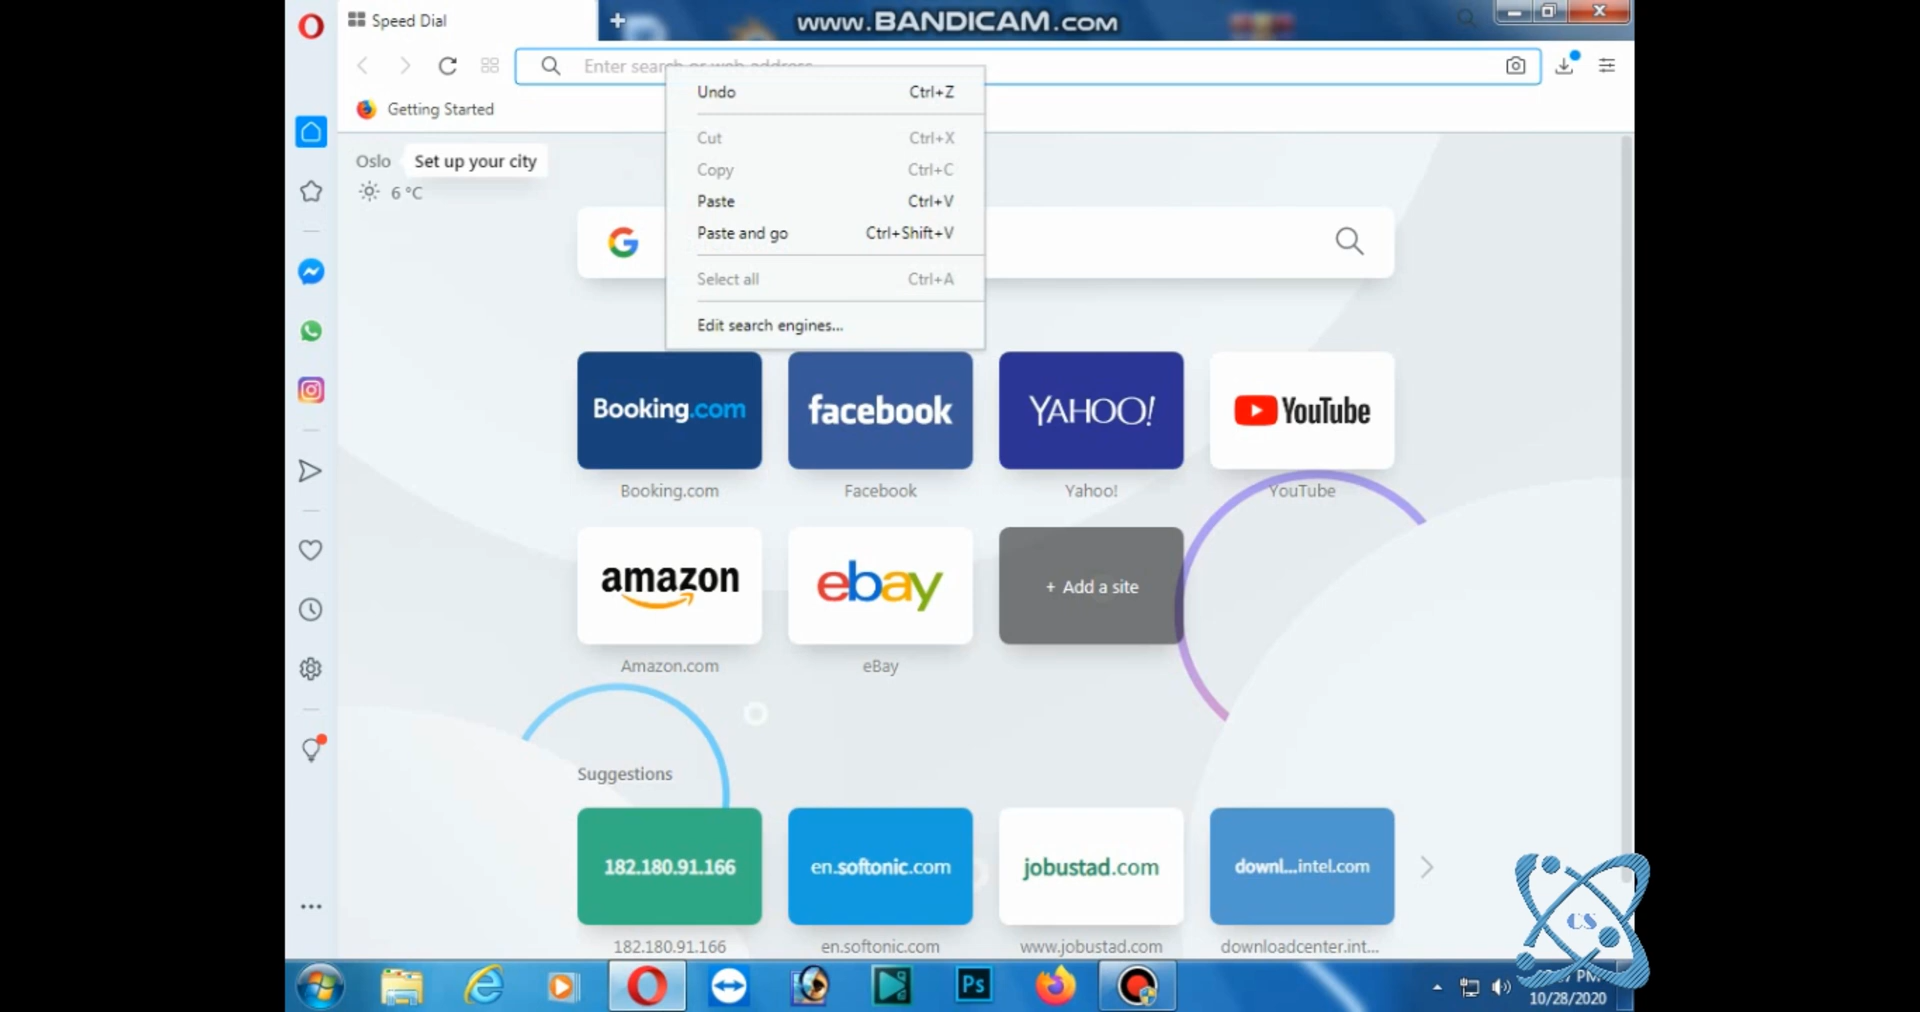 Speed Dial
www.BANDICAM.com
Getting Started
Oslo
Set up your city
6 °C
Undo Ctrl+Z
Cut Ctrl+X
Copy Ctrl+C
Paste Ctrl+V
Paste and go Ctrl+Shift+V
Select all Ctrl+A
Edit search engines...
Enter search or web address
Booking.com
facebook
YAHOO!
YouTube
Booking.com
Facebook
Yahoo!
YouTube
amazon
ebay
+ Add a site
Amazon.com
eBay
Suggestions
182.180.91.166
en.softonic.com
jobustad.com
downl...intel.com
182.180.91.166
en.softonic.com
www.jobustad.com
downloadcenter.int...
Ps
CS
PM
10/28/2020